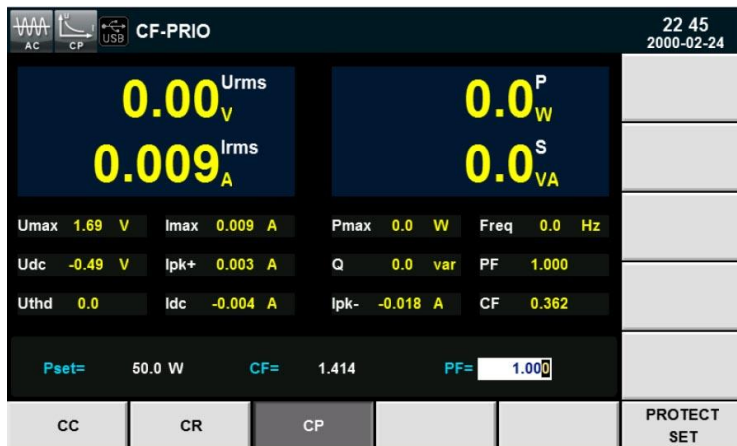 AC
U
I
CP
USB
CF-PRIO
22 45
2000-02-24
0.00 Urms V
0.0 P W
0.009 Irms A
0.0 S VA
Umax 1.69 V Imax 0.009 A Pmax 0.0 W Freq 0.0 Hz
Udc -0.49 V Ipk+ 0.003 A Q 0.0 var PF 1.000
Uthd 0.0 Idc -0.004 A Ipk- -0.018 A CF 0.362
Pset= 50.0 W CF= 1.414 PF= 1.000
CC CR CP
PROTECT
SET